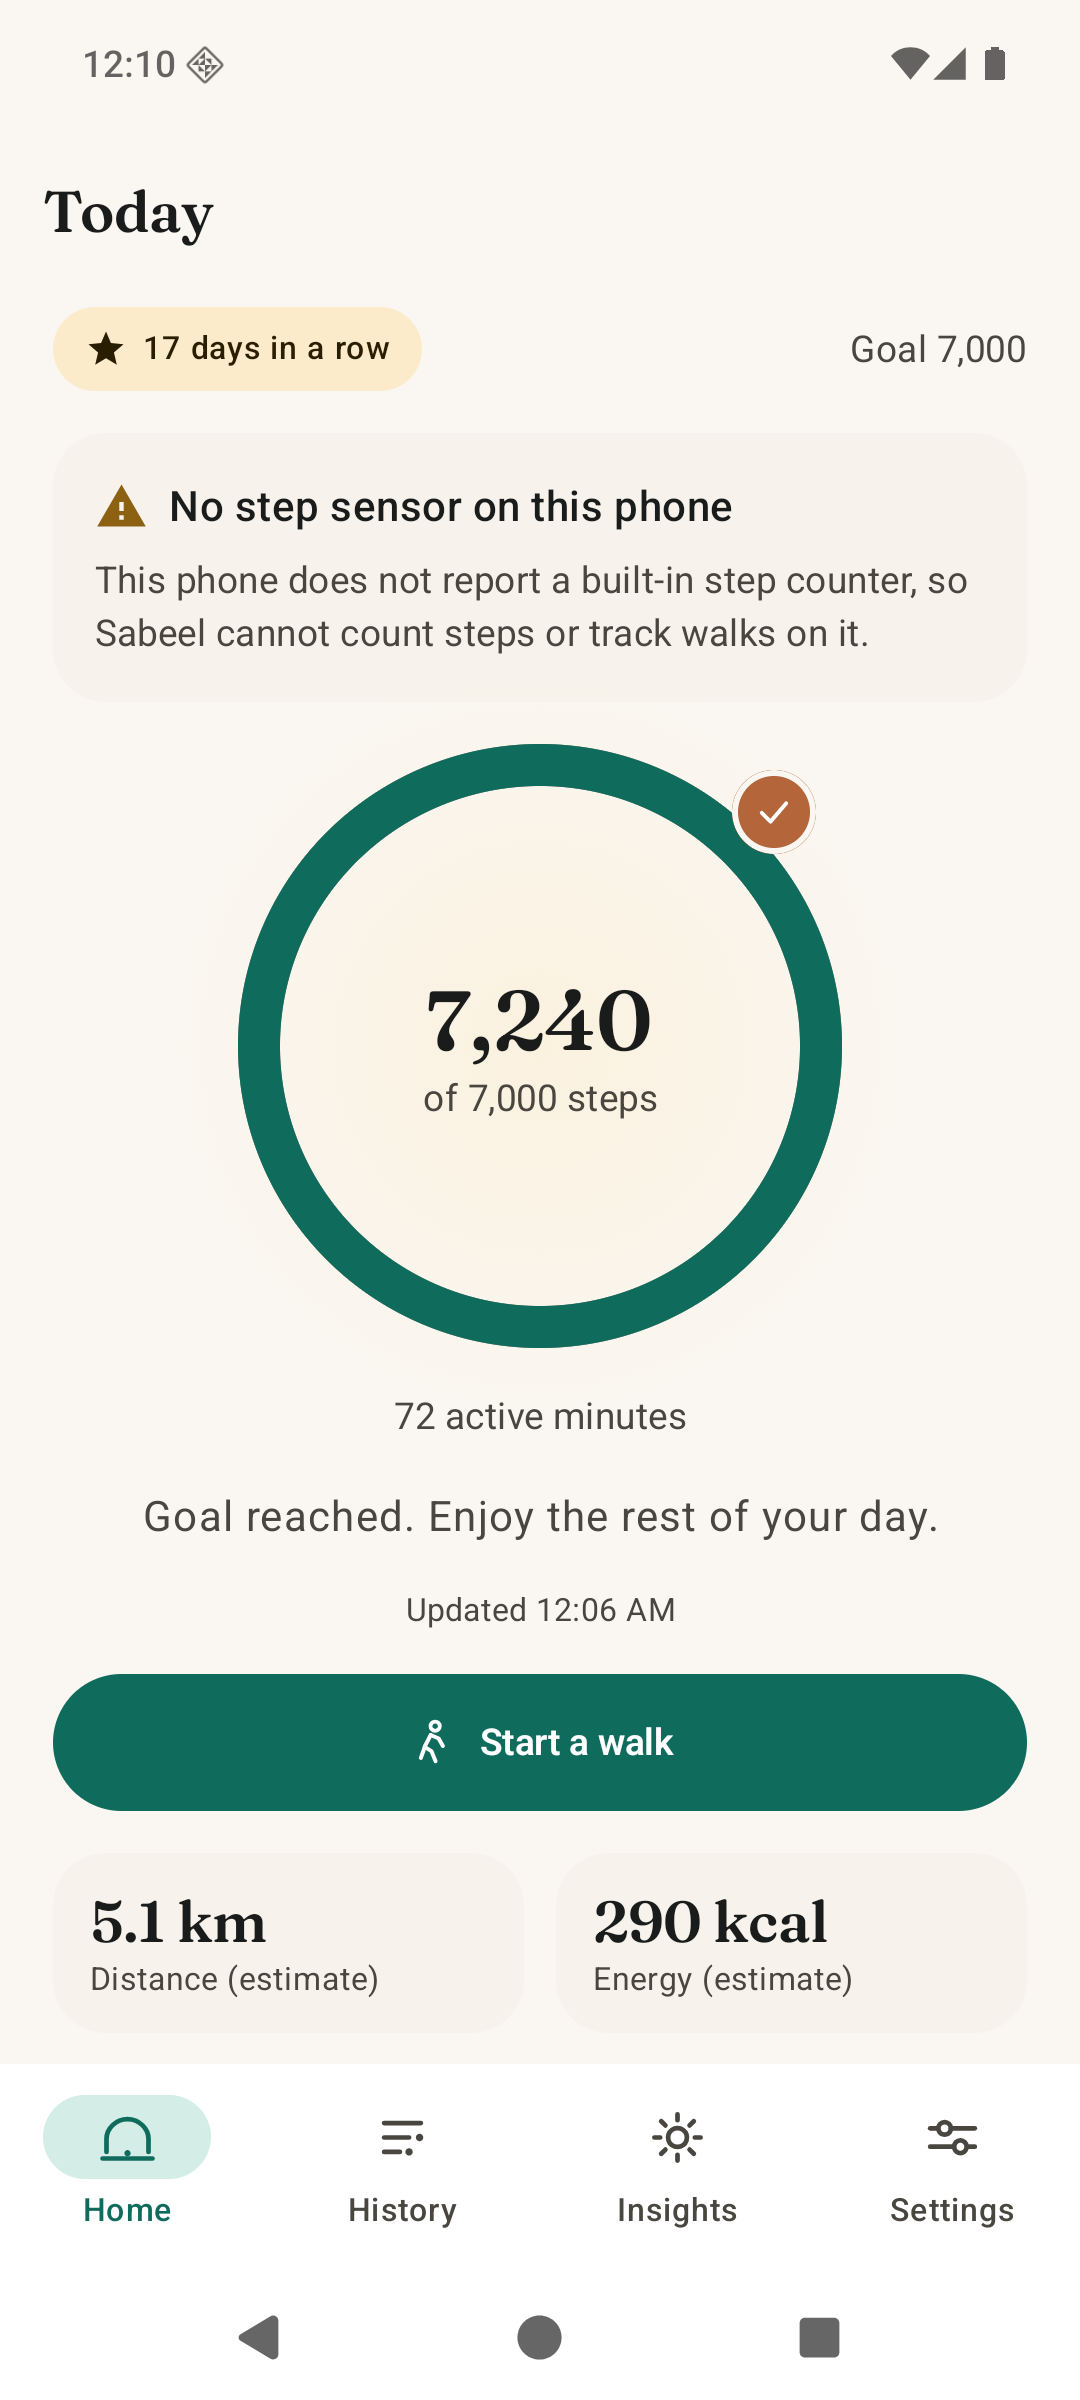 12:10
Today
17 days in a row
Goal 7,000
No step sensor on this phone
This phone does not report a built-in step counter, so
Sabeel cannot count steps or track walks on it.
7,240
of 7,000 steps
72 active minutes
Goal reached. Enjoy the rest of your day.
Updated 12:06 AM
Start a walk
5.1 km
Distance (estimate)
290 kcal
Energy (estimate)
Home
History
Insights
Settings